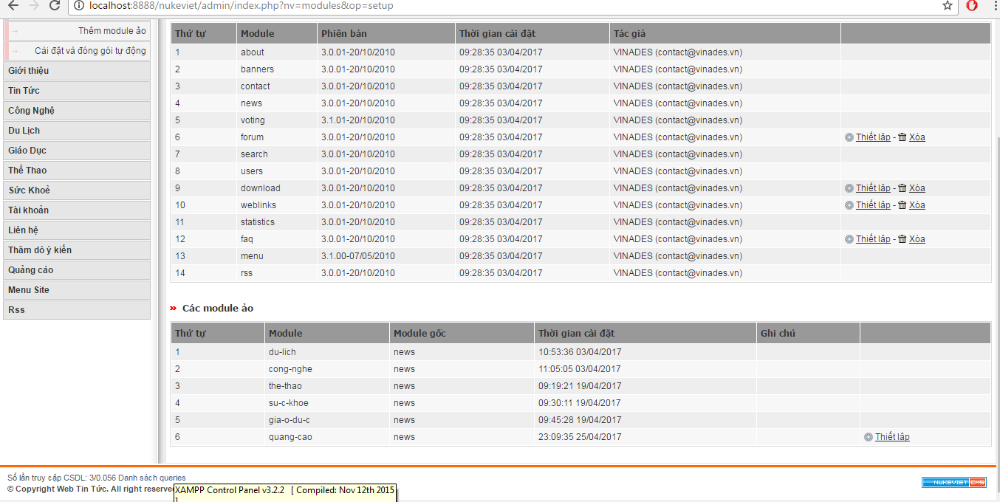 localhost:8888/nukeviet/admin/index.php?nv=modules&op=setup
Thêm module ảo
Cài đặt và đóng gói tự động
Giới thiệu
Tin Tức
Công Nghệ
Du Lịch
Giáo Dục
Thể Thao
Sức Khoẻ
Tài khoản
Liên hệ
Thăm dò ý kiến
Quảng cáo
Menu Site
Rss
Thứ tự Module Phiên bản Thời gian cài đặt Tác giả
1 about 3.0.01-20/10/2010 09:28:35 03/04/2017 VINADES (contact@vinades.vn)
2 banners 3.0.01-20/10/2010 09:28:35 03/04/2017 VINADES (contact@vinades.vn)
3 contact 3.0.01-20/10/2010 09:28:35 03/04/2017 VINADES (contact@vinades.vn)
4 news 3.0.01-20/10/2010 09:28:35 03/04/2017 VINADES (contact@vinades.vn)
5 voting 3.1.01-20/10/2010 09:28:35 03/04/2017 VINADES (contact@vinades.vn)
6 forum 3.0.01-20/10/2010 09:28:35 03/04/2017 VINADES (contact@vinades.vn) Thiết lập - Xóa
7 search 3.0.01-20/10/2010 09:28:35 03/04/2017 VINADES (contact@vinades.vn)
8 users 3.0.01-20/10/2010 09:28:35 03/04/2017 VINADES (contact@vinades.vn)
9 download 3.0.01-20/10/2010 09:28:35 03/04/2017 VINADES (contact@vinades.vn) Thiết lập - Xóa
10 weblinks 3.0.01-20/10/2010 09:28:35 03/04/2017 VINADES (contact@vinades.vn) Thiết lập - Xóa
11 statistics 3.0.01-20/10/2010 09:28:35 03/04/2017 VINADES (contact@vinades.vn)
12 faq 3.0.01-20/10/2010 09:28:35 03/04/2017 VINADES (contact@vinades.vn) Thiết lập - Xóa
13 menu 3.1.00-07/05/2010 09:28:35 03/04/2017 VINADES (contact@vinades.vn)
14 rss 3.0.01-20/10/2010 09:28:35 03/04/2017 VINADES (contact@vinades.vn)
Các module ảo
Thứ tự Module Module gốc Thời gian cài đặt Ghi chú
1 du-lich news 10:53:36 03/04/2017
2 cong-nghe news 11:05:05 03/04/2017
3 the-thao news 09:19:21 19/04/2017
4 su-c-khoe news 09:30:11 19/04/2017
5 gia-o-du-c news 09:45:28 19/04/2017
6 quang-cao news 23:09:35 25/04/2017 Thiết lập
Số lần truy cập CSDL: 3/0.056 Danh sách queries
© Copyright Web Tin Tức. All right reserve
XAMPP Control Panel v3.2.2 [ Compiled: Nov 12th 2015
]
NUKEVIET CMS